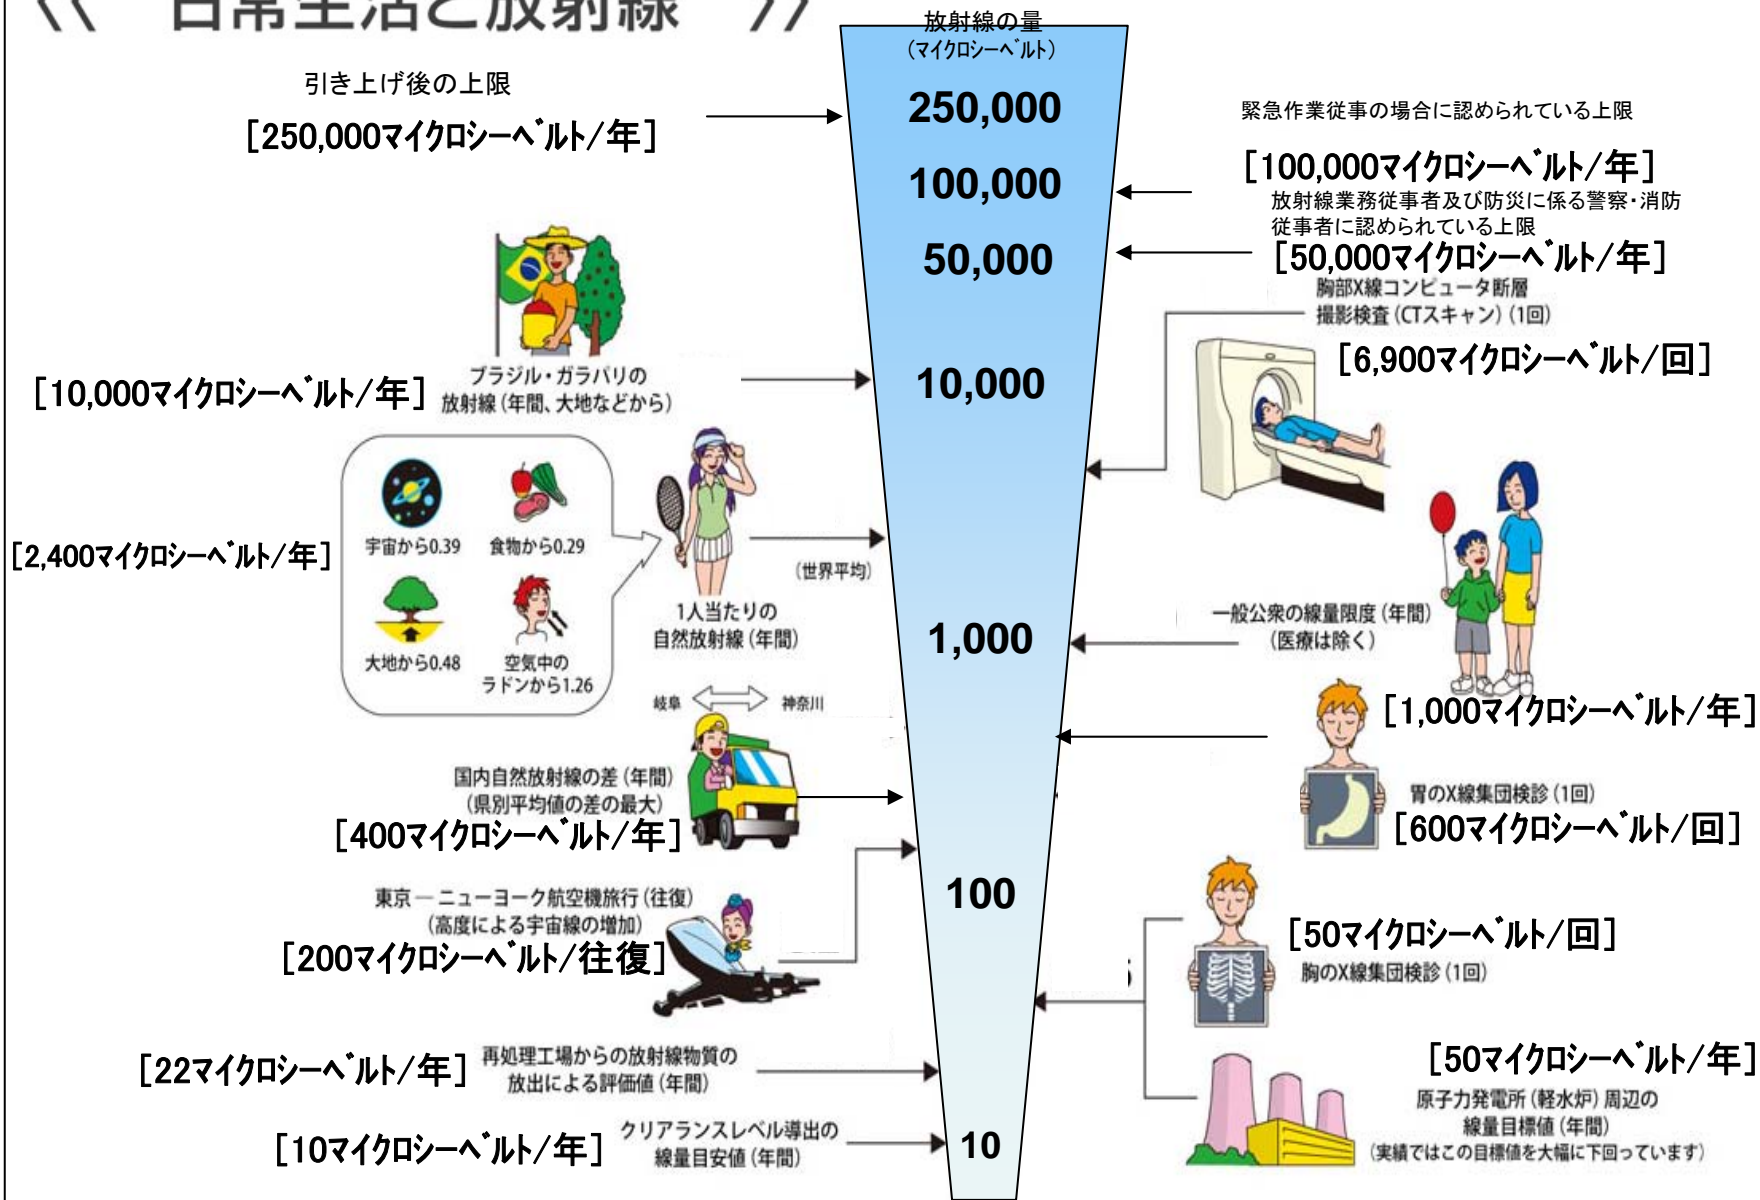 日常生活と放射線
放射線の量
(マイクロシーベルト)
引き上げ後の上限
[250,000マイクロシーベルト/年]
250,000
緊急作業従事の場合に認められている上限
[100,000マイクロシーベルト/年]
100,000
放射線業務従事者及び防災に係る警察・消防
従事者に認められている上限
[50,000マイクロシーベルト/年]
50,000
胸部X線コンピュータ断層
撮影検査(CTスキャン)(1回)
[6,900マイクロシーベルト/回]
[10,000マイクロシーベルト/年]
ブラジル・ガラパリの
放射線(年間、大地などから)
10,000
[2,400マイクロシーベルト/年]
宇宙から0.39
食物から0.29
大地から0.48
空気中の
ラドンから1.26
(世界平均)
1人当たりの
自然放射線(年間)
1,000
一般公衆の線量限度(年間)
(医療は除く)
[1,000マイクロシーベルト/年]
岐阜
神奈川
国内自然放射線の差(年間)
(県別平均値の差の最大)
[400マイクロシーベルト/年]
胃のX線集団検診(1回)
[600マイクロシーベルト/回]
東京―ニューヨーク航空機旅行(往復)
(高度による宇宙線の増加)
[200マイクロシーベルト/往復]
100
[50マイクロシーベルト/回]
胸のX線集団検診(1回)
[22マイクロシーベルト/年]
再処理工場からの放射線物質の
放出による評価値(年間)
[50マイクロシーベルト/年]
原子力発電所(軽水炉)周辺の
線量目標値(年間)
(実績ではこの目標値を大幅に下回っています)
[10マイクロシーベルト/年]
クリアランスレベル導出の
線量目安値(年間)
10